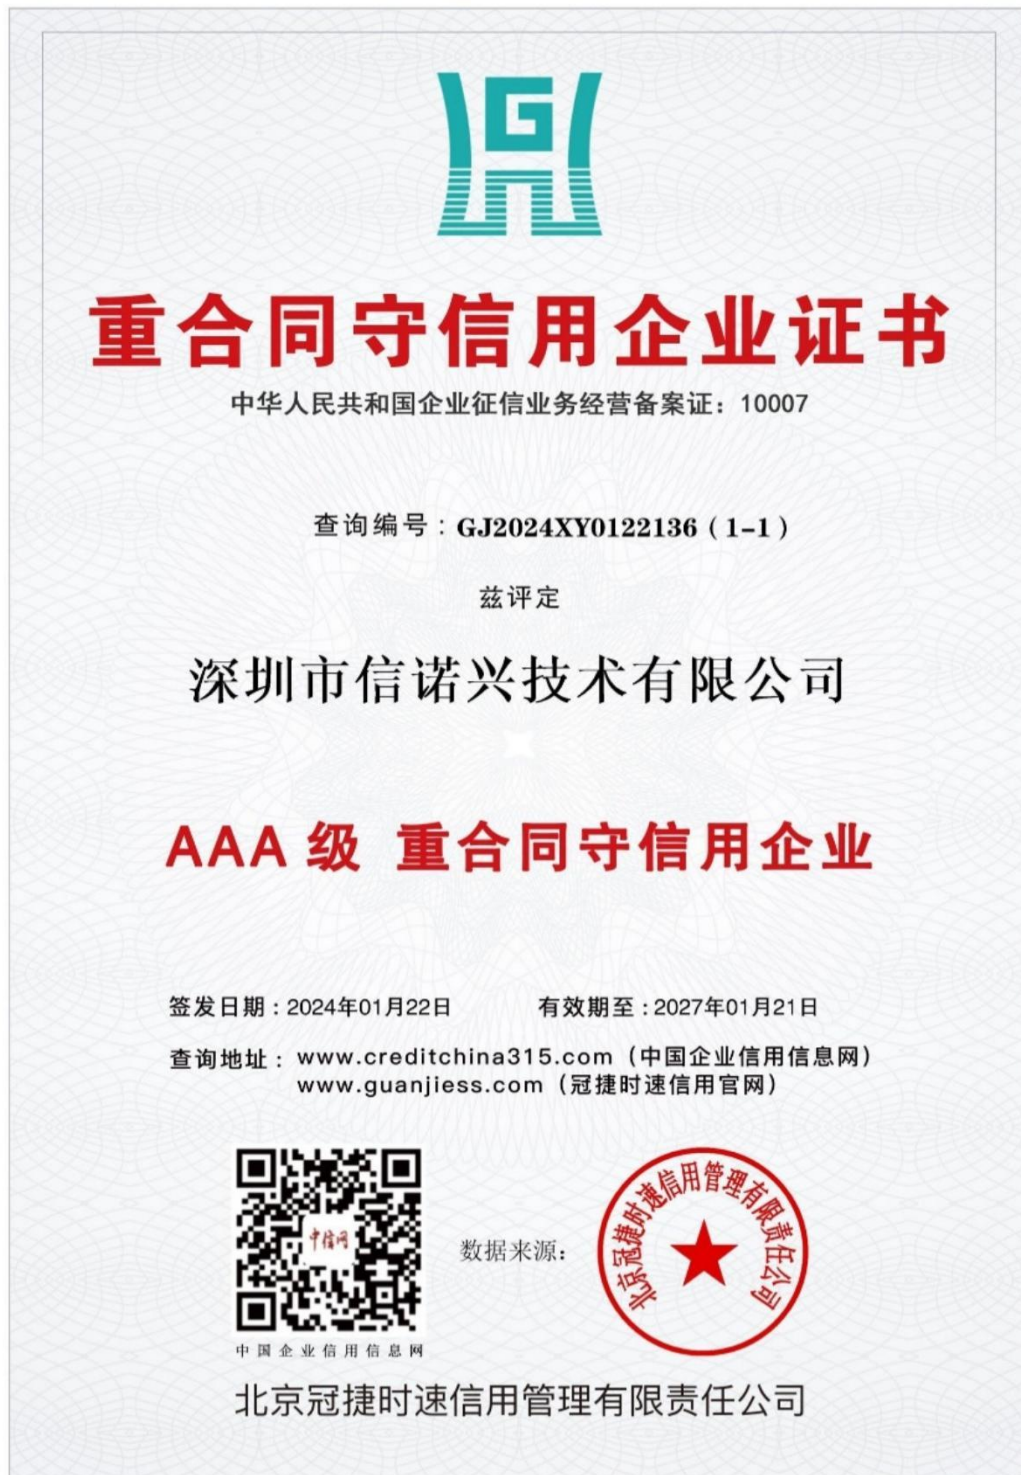 重合同守信用企业证书
中华人民共和国企业征信业务经营备案证：10007
查询编号：GJ2024XY0122136（1-1）
兹评定
深圳市信诺兴技术有限公司
AAA级 重合同守信用企业
签发日期：2024年01月22日 有效期至：2027年01月21日
查询地址：www.creditchina315.com（中国企业信用信息网）
www.guanjiess.com（冠捷时速信用官网）
中信网
中国企业信用信息网
数据来源：
北京冠捷时速信用管理有限责任公司
北京冠捷时速信用管理有限责任公司